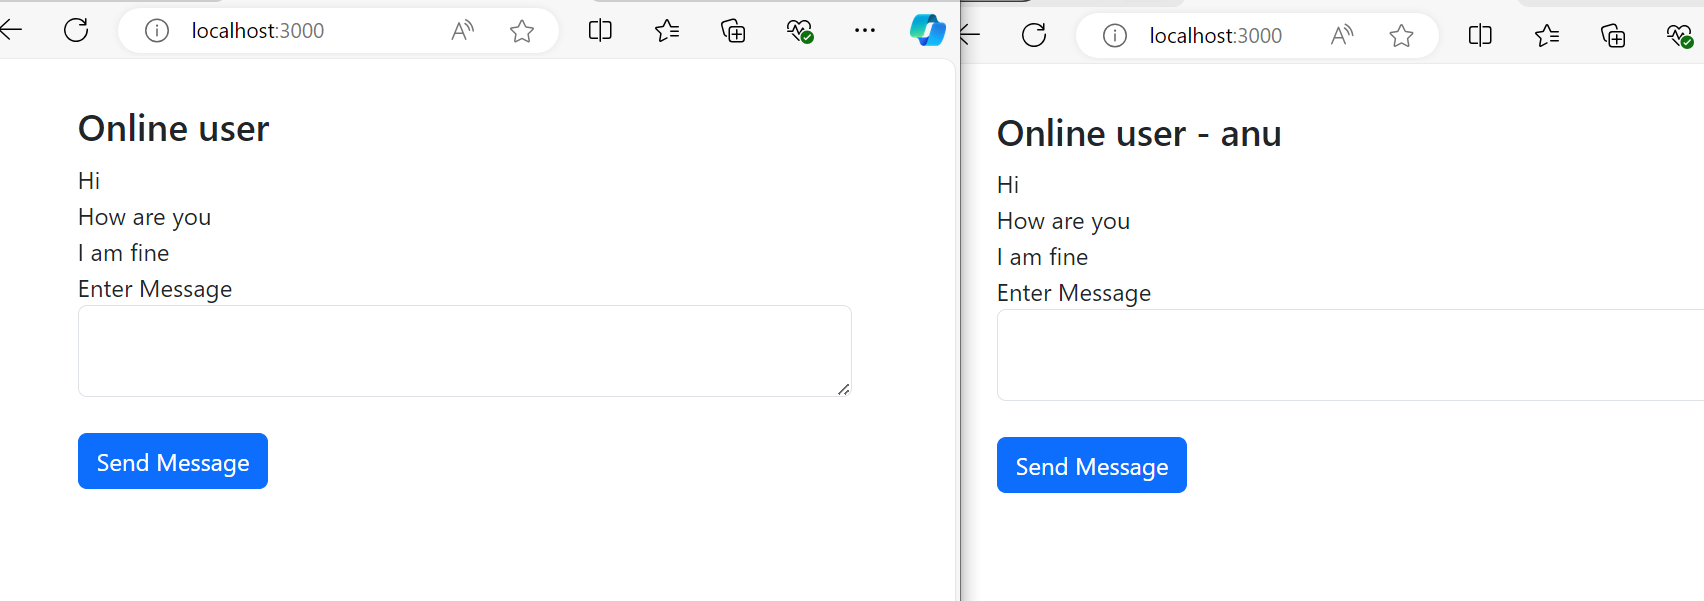 localhost:3000
Online user
Hi
How are you
I am fine
Enter Message
Send Message
localhost:3000
Online user - anu
Hi
How are you
I am fine
Enter Message
Send Message